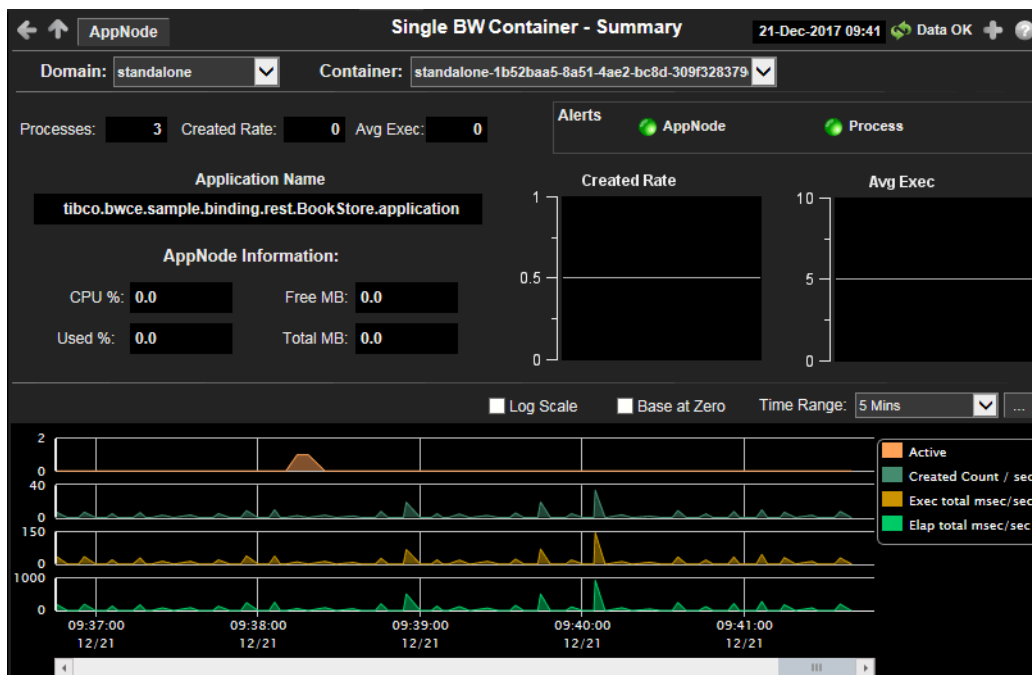 AppNode
Single BW Container - Summary
21-Dec-2017 09:41
Data OK
?
Domain: standalone
Container: standalone-1b52baa5-8a51-4ae2-bc8d-309f328379
Processes: 3
Created Rate: 0
Avg Exec: 0
Alerts
AppNode
Process
Application Name
tibco.bwce.sample.binding.rest.BookStore.application
AppNode Information:
CPU %: 0.0
Free MB: 0.0
Used %: 0.0
Total MB: 0.0
Created Rate
1
0.5
0
Avg Exec
10
5
0
Log Scale
Base at Zero
Time Range: 5 Mins
...
2
0
40
0
150
0
1000
0
09:37:00
12/21
09:38:00
12/21
09:39:00
12/21
09:40:00
12/21
09:41:00
12/21
Active
Created Count / sec
Exec total msec/sec
Elap total msec/sec